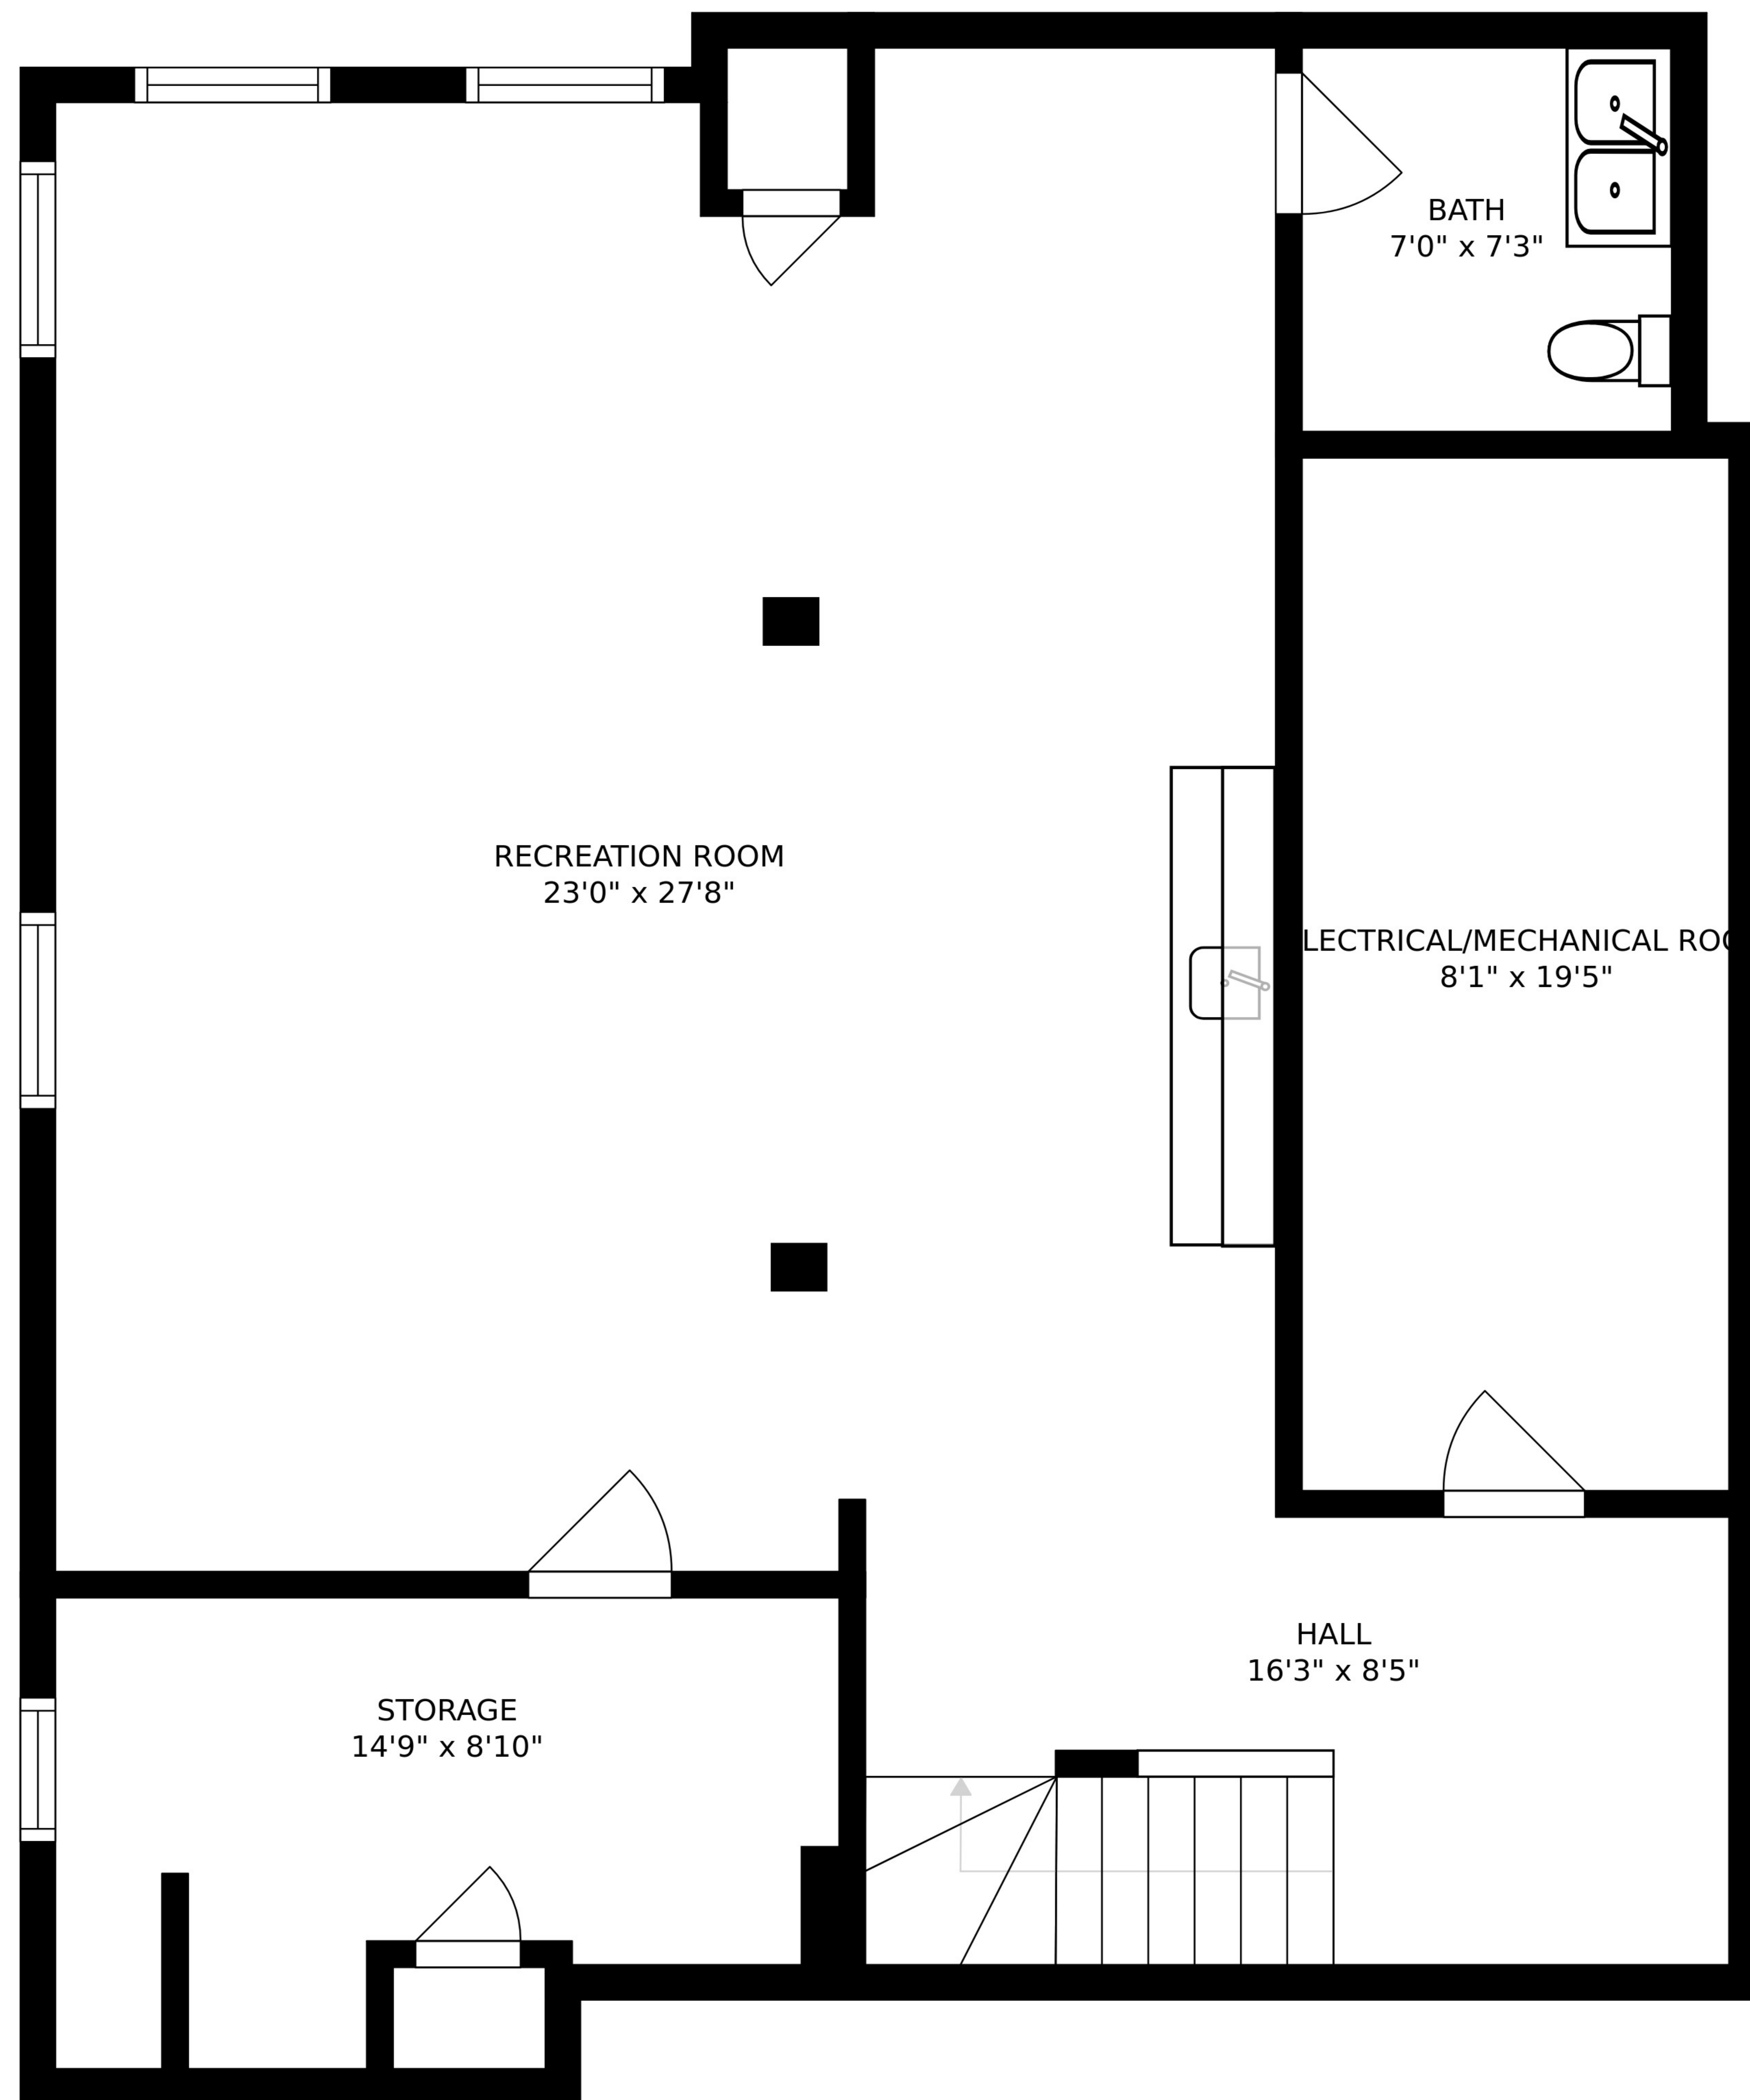 BATH
7'0" x 7'3"
RECREATION ROOM
23'0" x 27'8"
LECTRICAL/MECHANICAL ROO
8'1" x 19'5"
HALL
16'3" x 8'5"
STORAGE
14'9" x 8'10"